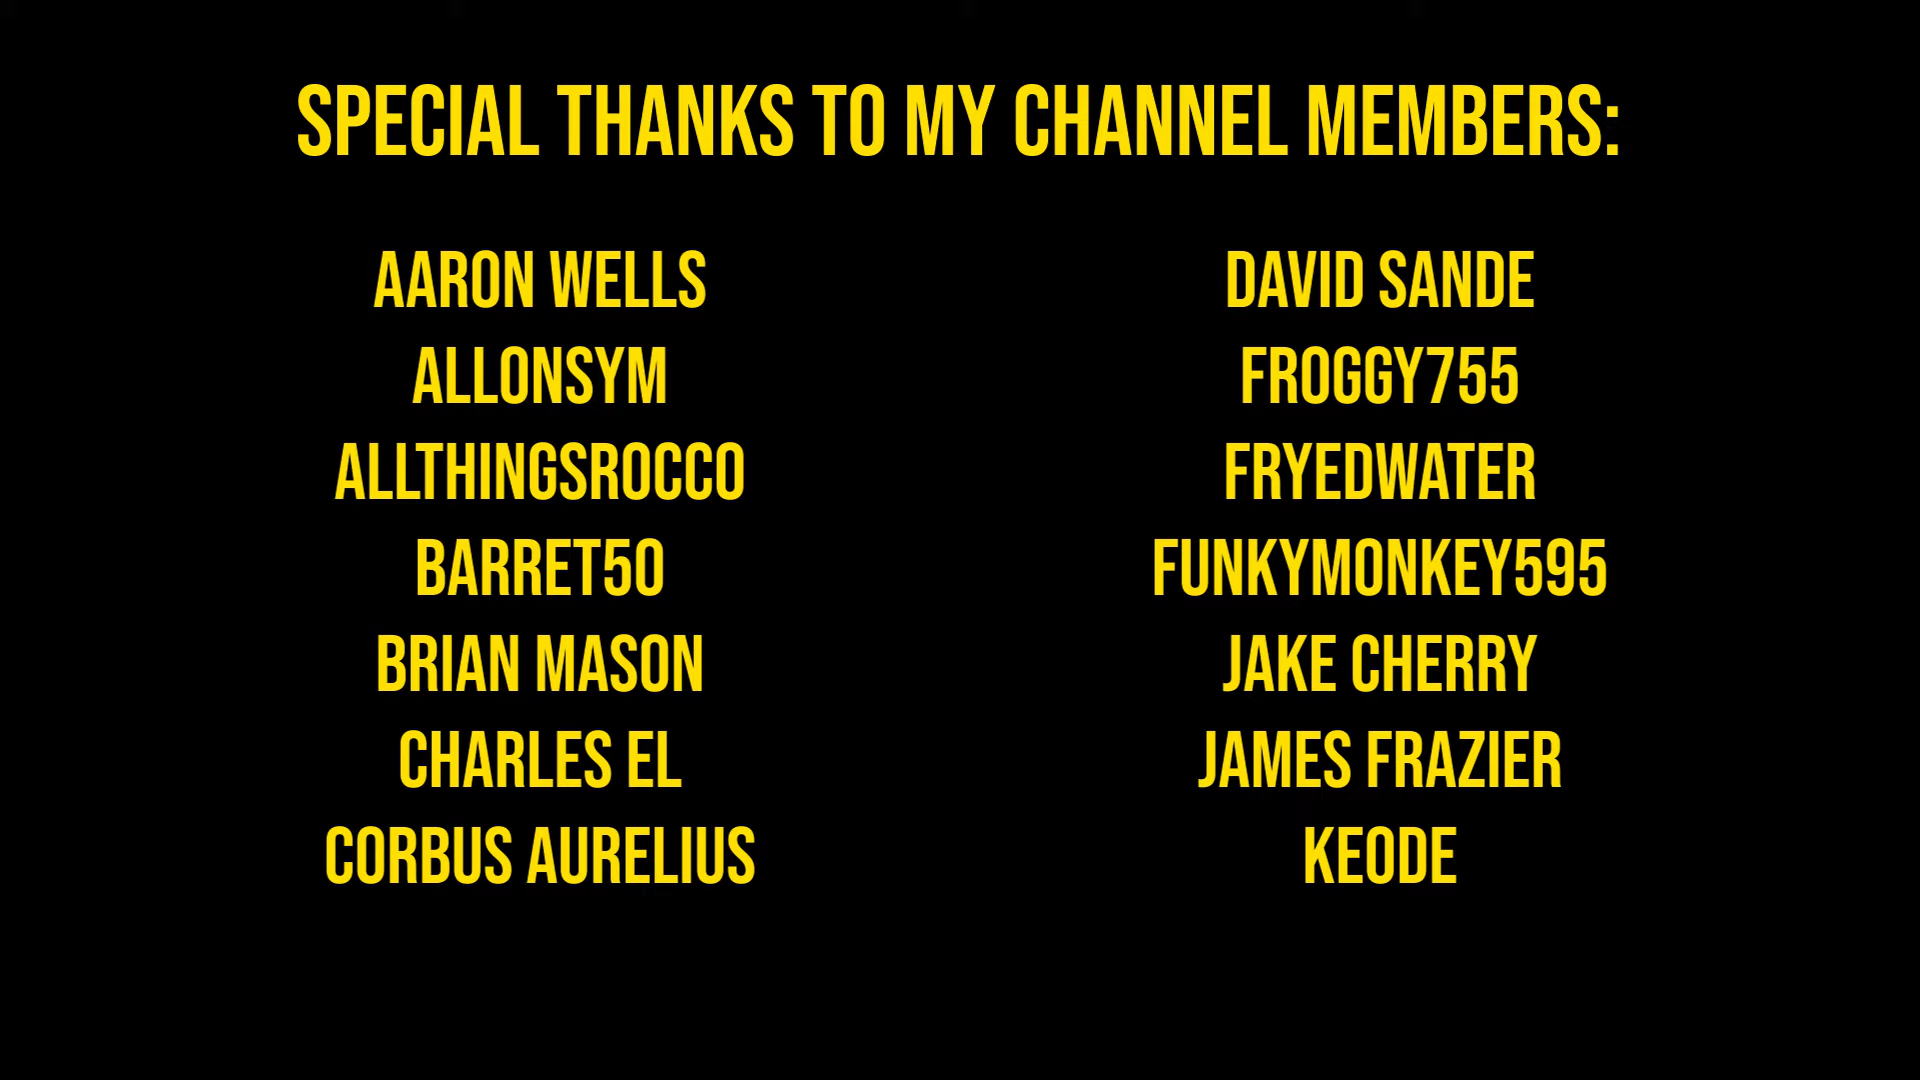 SPECIAL THANKS TO MY CHANNEL MEMBERS:
AARON WELLS
ALLONSYM
ALLTHINGSROCCO
BARRET50
BRIAN MASON
CHARLES EL
CORBUS AURELIUS
DAVID SANDE
FROGGY755
FRYEDWATER
FUNKYMONKEY595
JAKE CHERRY
JAMES FRAZIER
KEODE